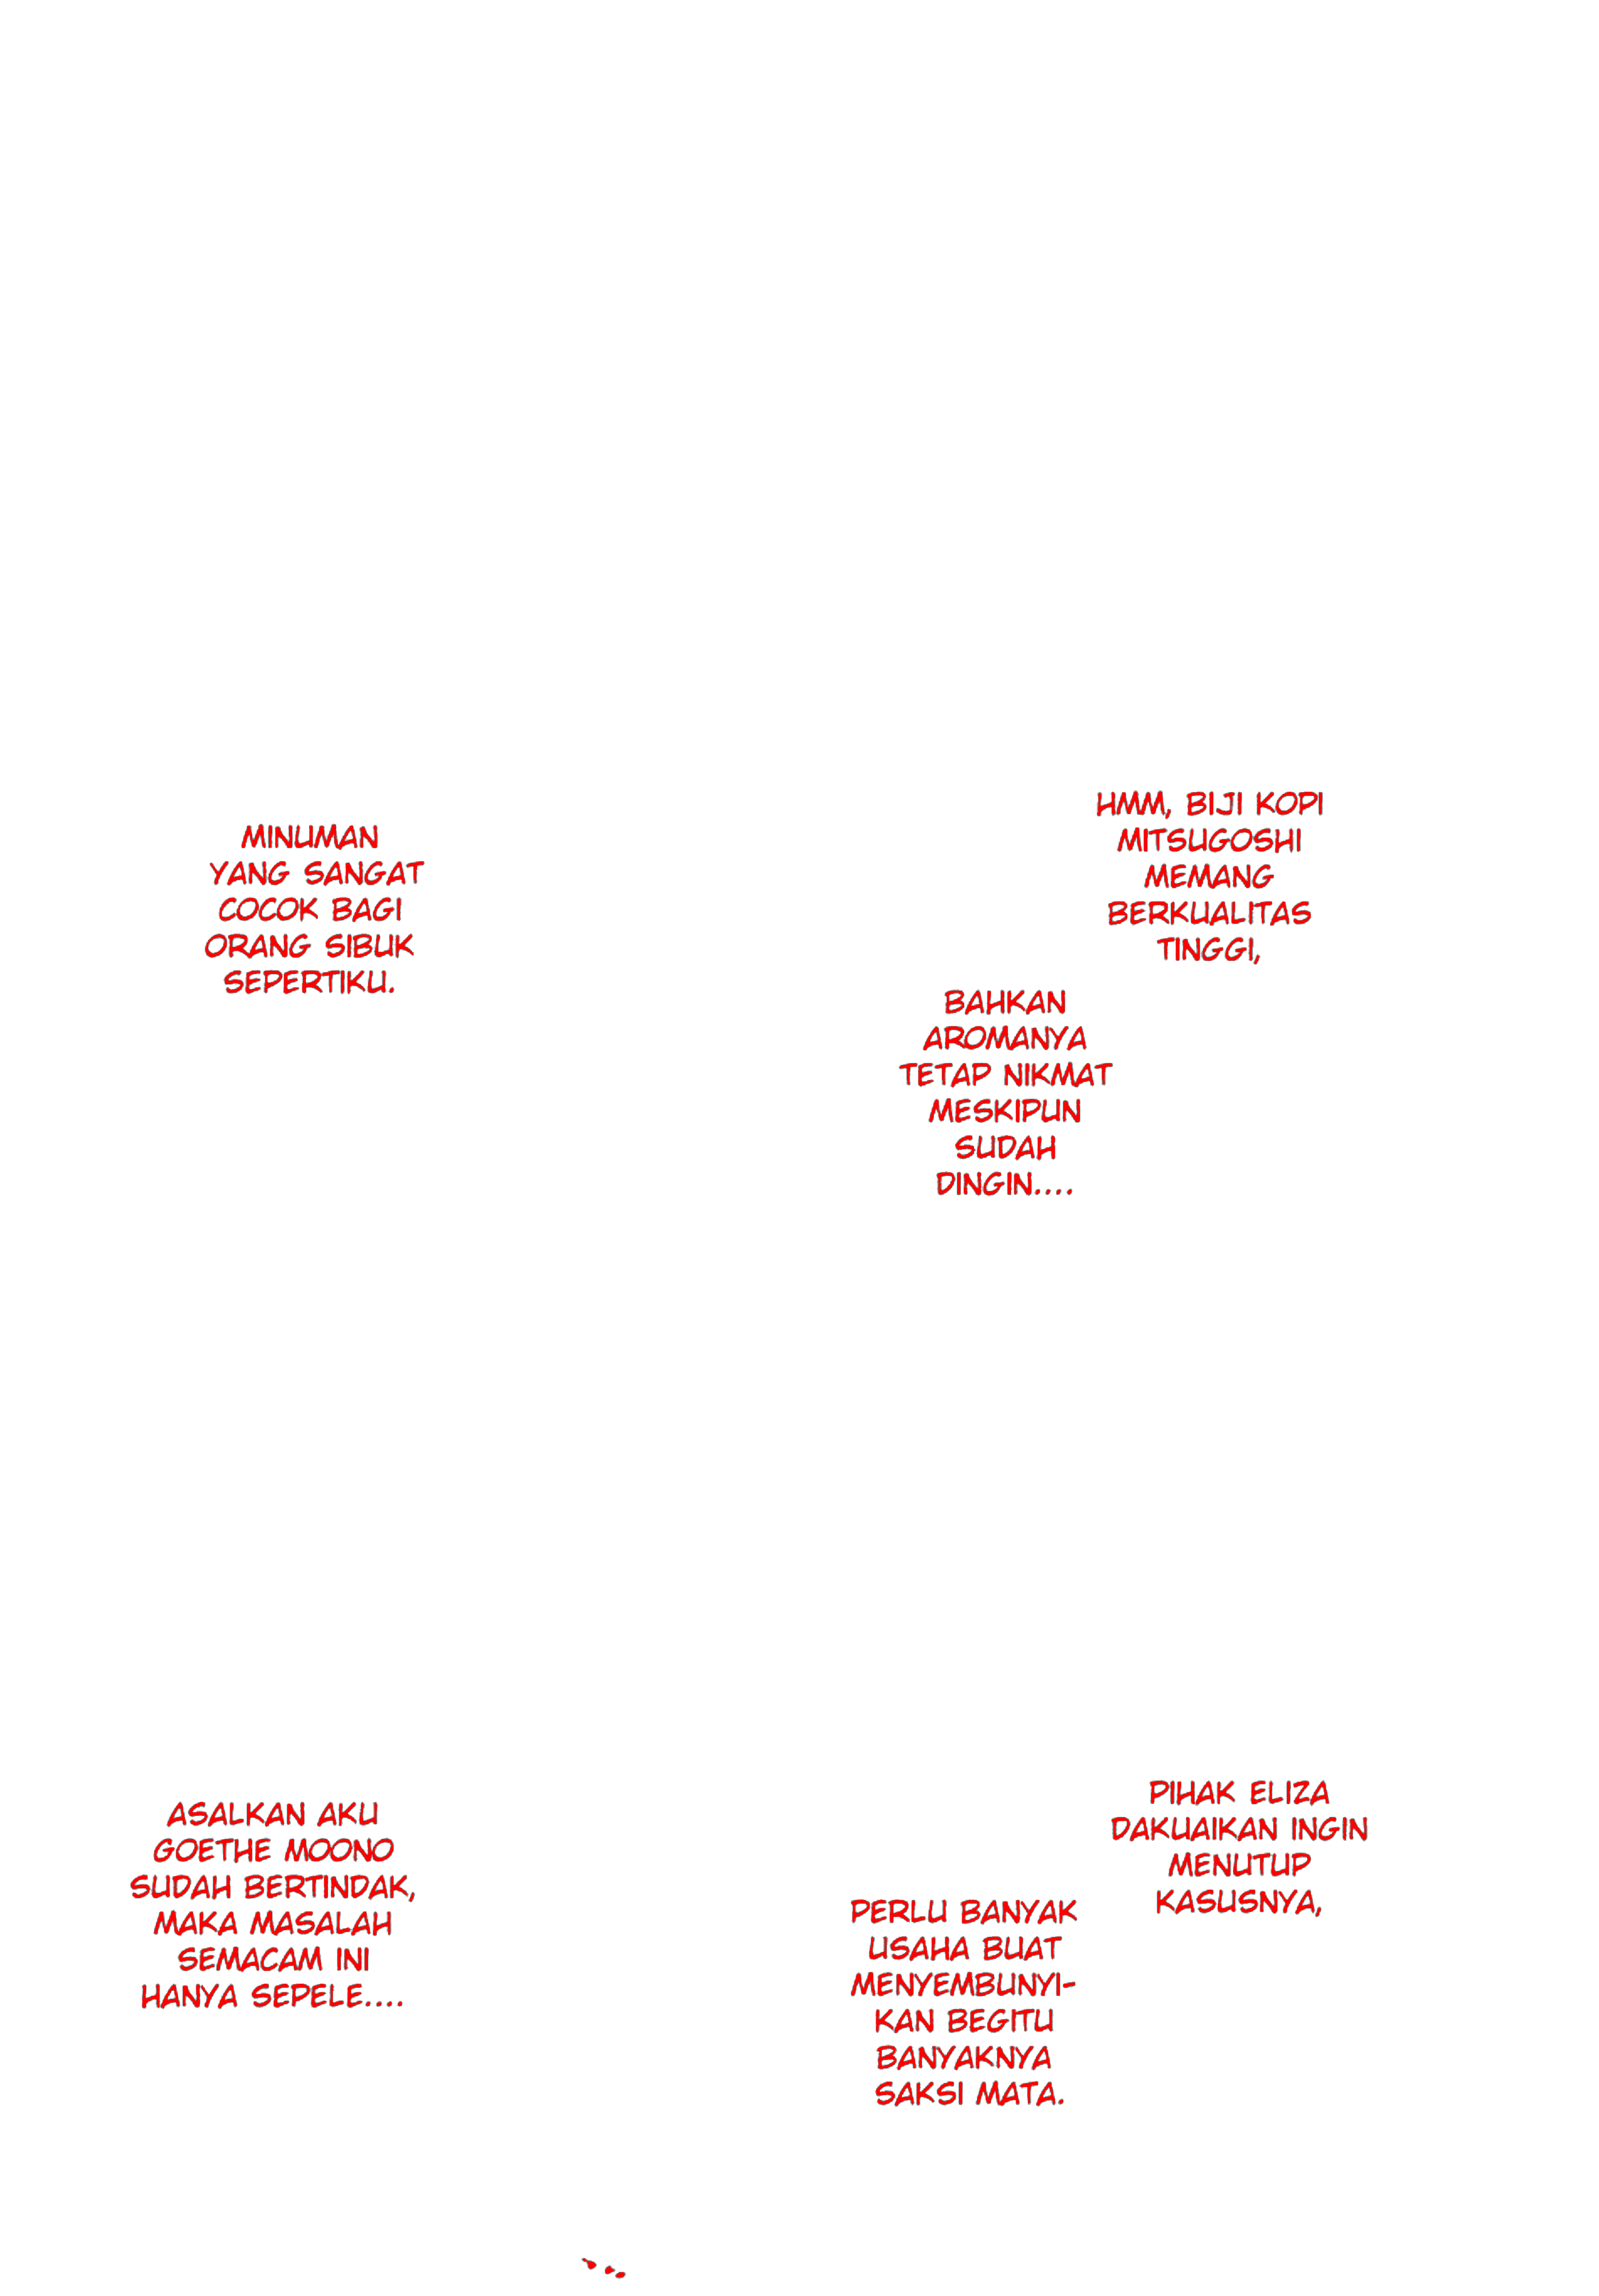 HMM, BIJI KOPI
MITSUGOSHI
MEMANG
BERKUALITAS
TINGGI,
BAHKAN
AROMANYA
TETAP NIKMAT
MESKIPUN
SUDAH
DINGIN....
MINUMAN
YANG SANGAT
COCOK BAGI
ORANG SIBUK
SEPERTIKU.
PIHAK ELIZA
DAKUAIKAN INGIN
MENUTUP
KASUSNYA,
PERLU BANYAK
USAHA BUAT
MENYEMBUNYI-
KAN BEGITU
BANYAKNYA
SAKSI MATA.
ASALKAN AKU
GOETHE MOONO
SUDAH BERTINDAK,
MAKA MASALAH
SEMACAM INI
HANYA SEPELE....